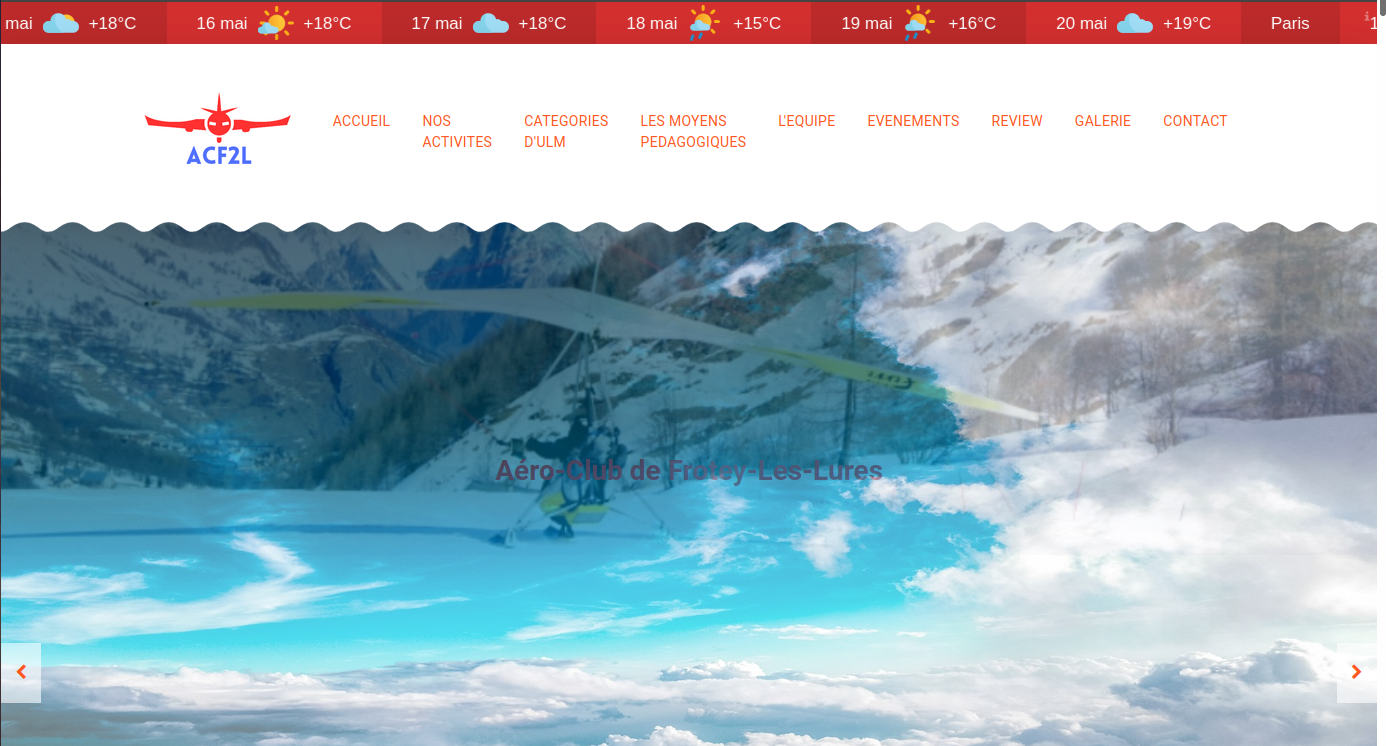 mai +18°C 16 mai +18°C 17 mai +18°C 18 mai +15°C 19 mai +16°C 20 mai +19°C Paris
ACF2L
ACCUEIL
NOS
ACTIVITES
CATEGORIES
D'ULM
LES MOYENS
PEDAGOGIQUES
L'EQUIPE
EVENEMENTS
REVIEW
GALERIE
CONTACT
Aéro-Club de Frotey-Les-Lures